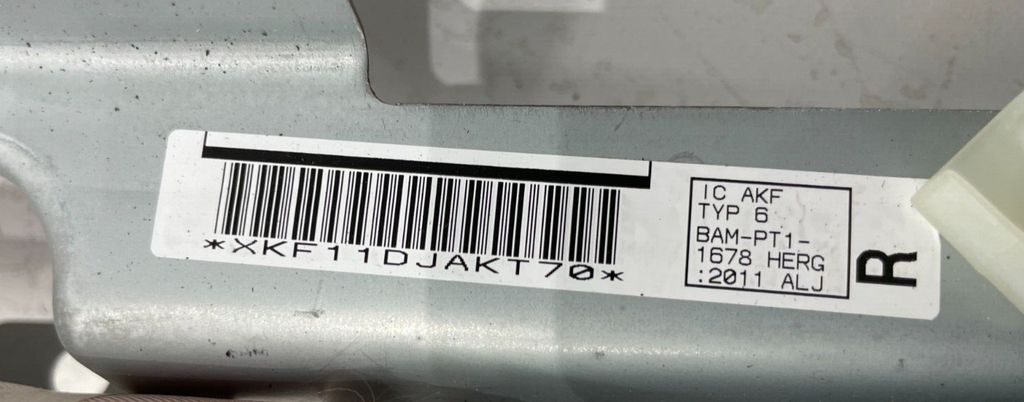 *XKF11DJAKT70*
IC AKF
TYP 6
BAM-PT1-
1678 HERG
:2011 ALJ
R